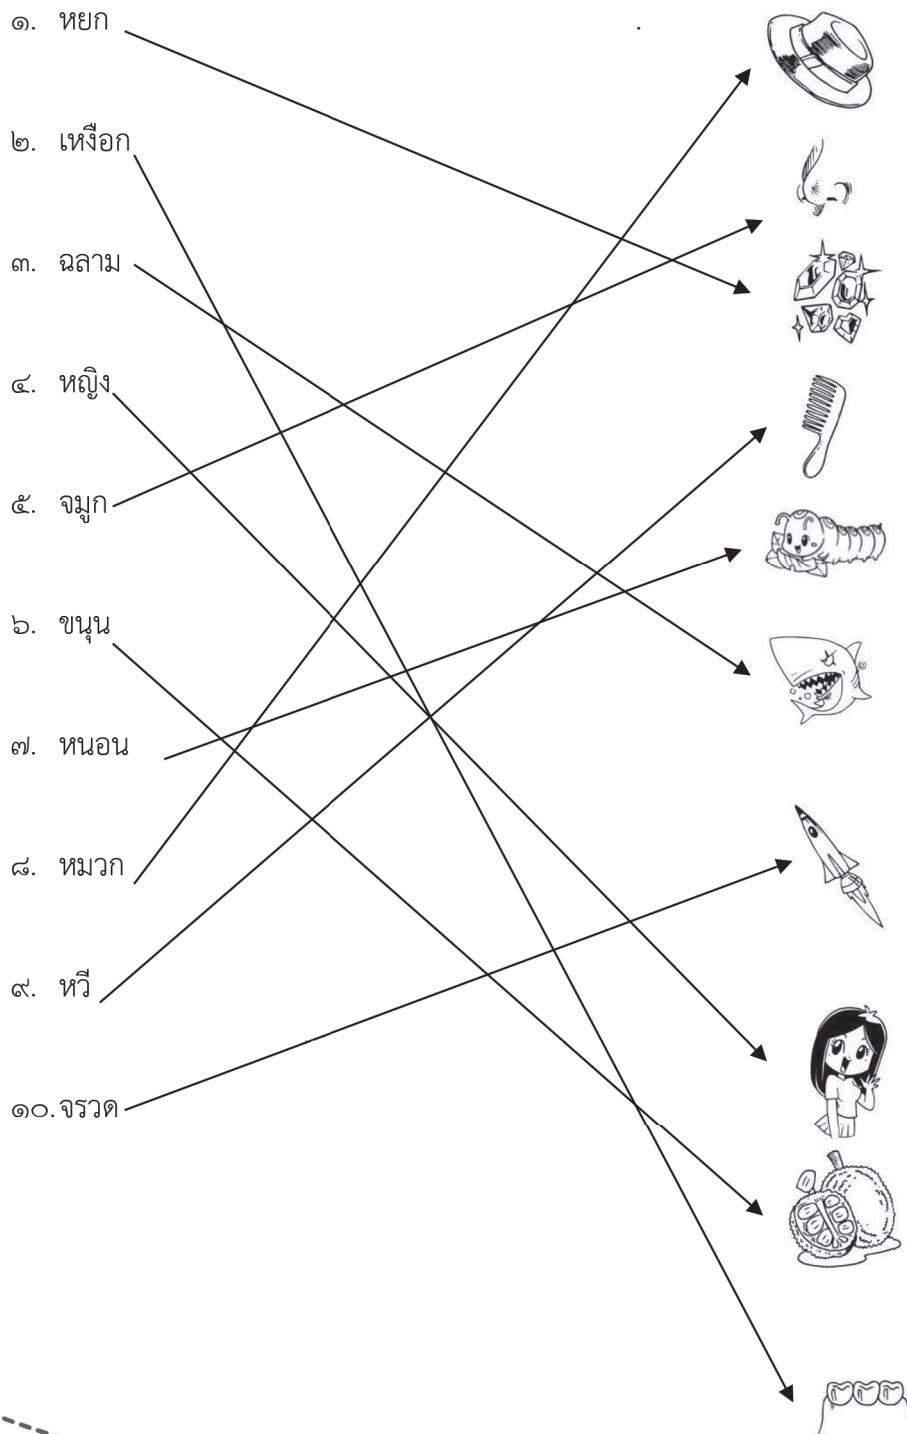 ๑. หยก
๒. เหงือก
๓. ฉลาม
๔. หญิง
๕. จมูก
๖. ขนุน
๗. หนอน
๘. หมวก
๙. หวี
๑๐. จรวด